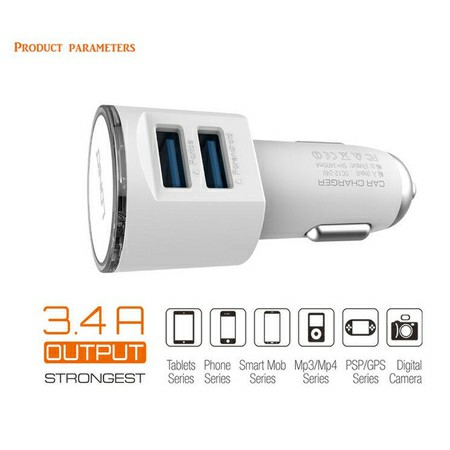 Product parameters
CAR CHARGER
3.4A
OUTPUT
STRONGEST
Tablets Series
Phone Series
Smart Mob Series
Mp3/Mp4 Series
PSP/GPS Series
Digital Camera